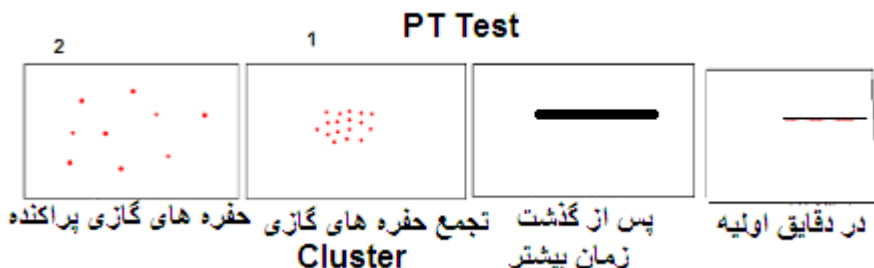 PT Test
2
1
حفره های گازی پراکنده
تجمع حفره های گازی
Cluster
پس از گذشت
زمان بیشتر
در دقایق اولیه